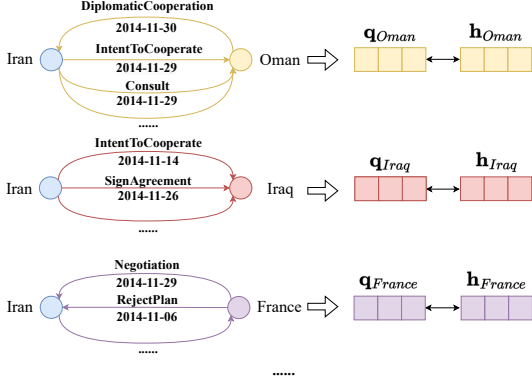 DiplomaticCooperation
2014-11-30
IntentToCooperate
2014-11-29
Consult
2014-11-29
......
Iran
Oman
q_Oman
h_Oman
IntentToCooperate
2014-11-14
SignAgreement
2014-11-26
......
Iran
Iraq
q_Iraq
h_Iraq
Negotiation
2014-11-29
RejectPlan
2014-11-06
......
Iran
France
q_France
h_France
......